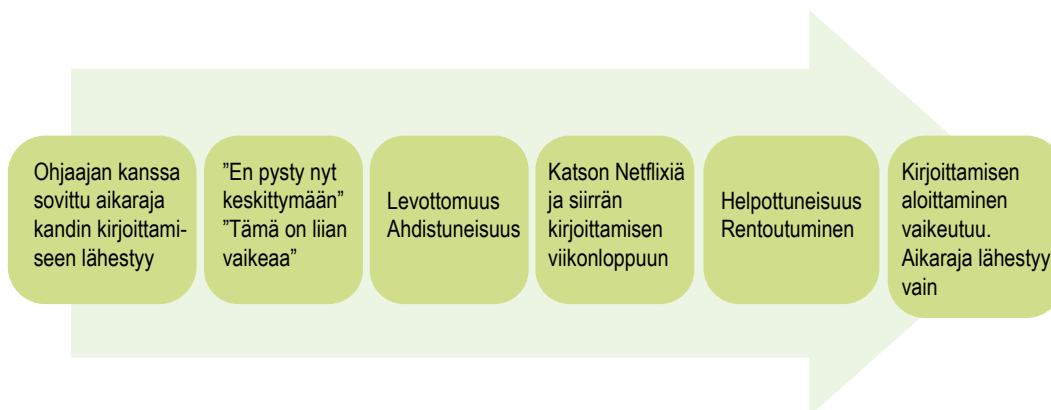 Ohjaajan kanssa
sovittu aikaraja
kandin kirjoittami-
seen lähestyy
”En pysty nyt
keskittymään”
”Tämä on liian
vaikeaa”
Levottomuus
Ahdistuneisuus
Katson Netflixiä
ja siirrän
kirjoittamisen
viikonloppuun
Helpottuneisuus
Rentoutuminen
Kirjoittamisen
aloittaminen
vaikeutuu.
Aikaraja lähestyy
vain